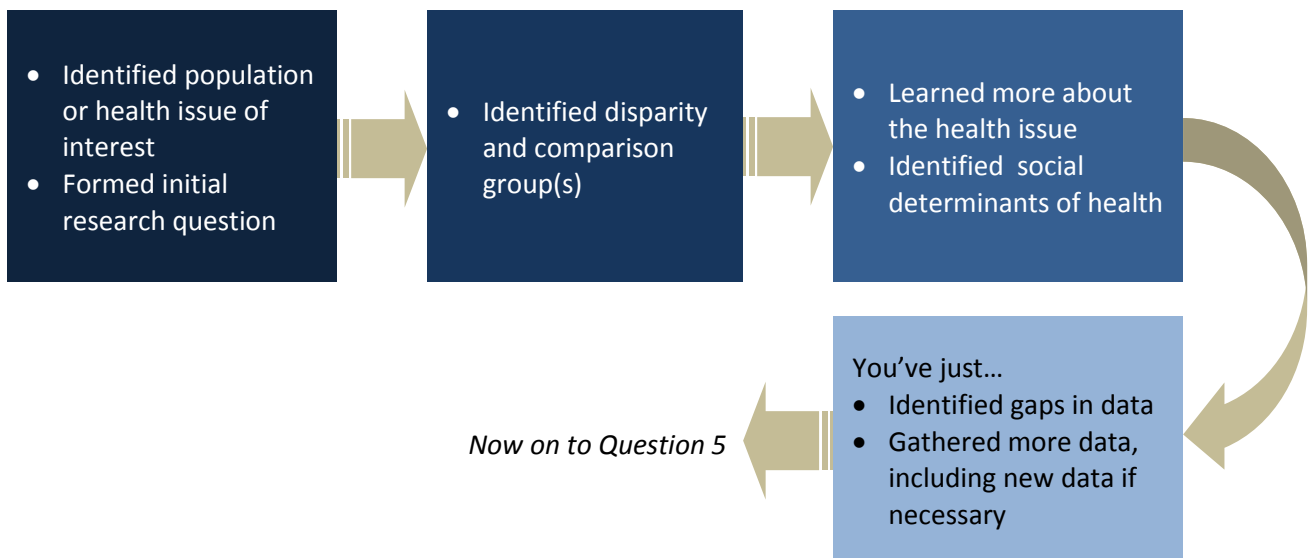 • Identified population
or health issue of
interest
• Formed initial
research question
• Identified disparity
and comparison
group(s)
• Learned more about
the health issue
• Identified social
determinants of health
You’ve just…
• Identified gaps in data
• Gathered more data,
including new data if
necessary
Now on to Question 5